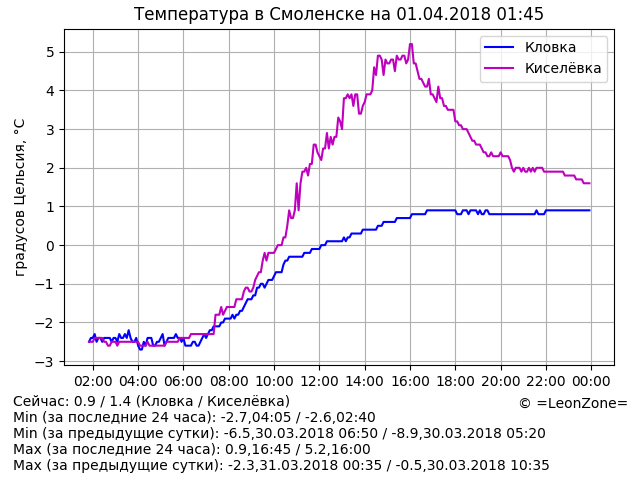 Температура в Смоленске на 01.04.2018 01:45
Кловка
Киселёвка
градусов Цельсия, °C
5
4
3
2
1
0
−1
−2
−3
02:00 04:00 06:00 08:00 10:00 12:00 14:00 16:00 18:00 20:00 22:00 00:00
© =LeonZone=
Сейчас: 0.9 / 1.4 (Кловка / Киселёвка)
Min (за последние 24 часа): -2.7,04:05 / -2.6,02:40
Min (за предыдущие сутки): -6.5,30.03.2018 06:50 / -8.9,30.03.2018 05:20
Max (за последние 24 часа): 0.9,16:45 / 5.2,16:00
Max (за предыдущие сутки): -2.3,31.03.2018 00:35 / -0.5,30.03.2018 10:35